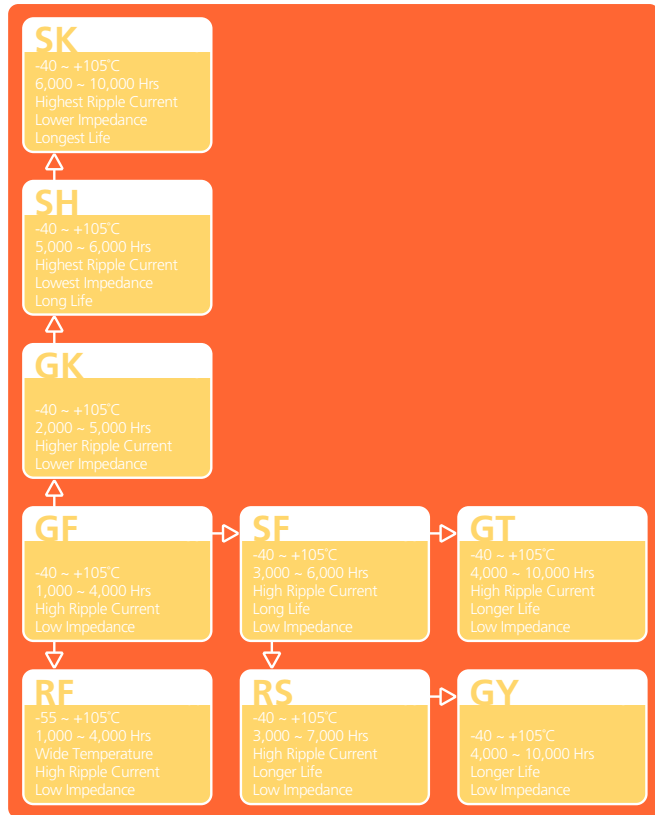 SK
-40 ~ +105˚C
6,000 ~ 10,000 Hrs
Highest Ripple Current
Lower Impedance
Longest Life
SH
-40 ~ +105˚C
5,000 ~ 6,000 Hrs
Highest Ripple Current
Lowest Impedance
Long Life
GK
-40 ~ +105˚C
2,000 ~ 5,000 Hrs
Higher Ripple Current
Lower Impedance
GF
-40 ~ +105˚C
1,000 ~ 4,000 Hrs
High Ripple Current
Low Impedance
SF
-40 ~ +105˚C
3,000 ~ 6,000 Hrs
High Ripple Current
Long Life
Low Impedance
GT
-40 ~ +105˚C
4,000 ~ 10,000 Hrs
High Ripple Current
Longer Life
Low Impedance
RF
-55 ~ +105˚C
1,000 ~ 4,000 Hrs
Wide Temperature
High Ripple Current
Low Impedance
RS
-40 ~ +105˚C
3,000 ~ 7,000 Hrs
High Ripple Current
Longer Life
Low Impedance
GY
-40 ~ +105˚C
4,000 ~ 10,000 Hrs
Longer Life
Low Impedance